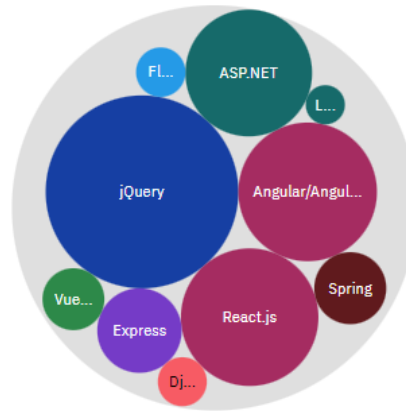 Fl...
ASP.NET
L...
jQuery
Angular/Angul...
Spring
Vue...
Express
React.js
Dj...